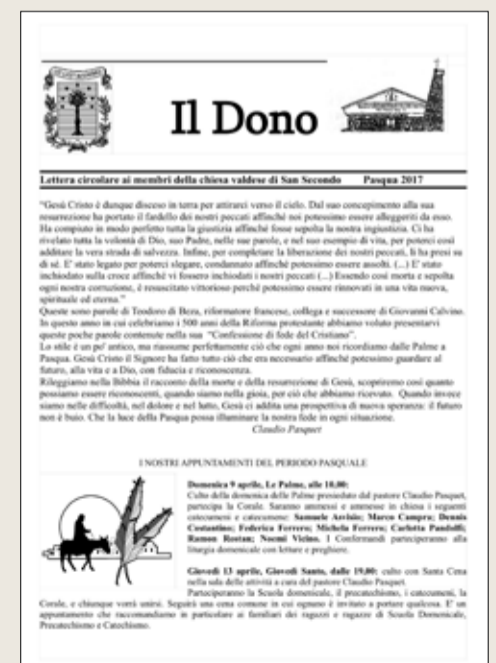 Il Dono
Lettera circolare ai membri della chiesa valdese di San Secondo Pasqua 2017
"Gesù Cristo è dunque disceso in terra per attirarci verso il cielo. Dal suo concepimento alla sua
resurrezione ha portato il fardello dei nostri peccati affinché noi potessimo essere alleggeriti da esso.
Ha compiuto in modo perfetto tutta la giustizia affinché fosse sepolta la nostra ingiustizia. Ci ha
rivelato tutta la volontà di Dio, suo Padre, nelle sue parole, e nel suo esempio di vita, per poterci così
additare la vera strada di salvezza. Infine, per completare la liberazione dei nostri peccati, li ha presi su
di sé. E' stato legato per poterci slegare, condannato affinché potessimo essere assolti. (...) E' stato
inchiodato sulla croce affinché vi fossero inchiodati i nostri peccati (...) Essendo così morta e sepolta
ogni nostra corruzione, è resuscitato vittorioso perché potessimo essere rinnovati in una vita nuova,
spirituale ed eterna."
Queste sono parole di Teodoro di Beza, riformatore francese, collega e successore di Giovanni Calvino.
In questo anno in cui celebriamo i 500 anni della Riforma protestante abbiamo voluto presentarvi
queste poche parole contenute nella sua "Confessione di fede del Cristiano".
Lo stile è un po' antico, ma riassume perfettamente ciò che ogni anno noi ricordiamo dalle Palme a
Pasqua. Gesù Cristo il Signore ha fatto tutto ciò che era necessario affinché potessimo guardare al
futuro, alla vita e a Dio, con fiducia e riconoscenza.
Rileggiamo nella Bibbia il racconto della morte e della resurrezione di Gesù, scopriremo così quanto
possiamo essere riconoscenti, quando siamo nella gioia, per ciò che abbiamo ricevuto. Quando invece
siamo nelle difficoltà, nel dolore e nel lutto, Gesù ci addita una prospettiva di nuova speranza: il futuro
non è buio. Che la luce della Pasqua possa illuminare la nostra fede in ogni situazione.
Claudio Pasquet
I NOSTRI APPUNTAMENTI DEL PERIODO PASQUALE
Domenica 9 aprile, Le Palme, alle 10,00:
Culto della domenica delle Palme presieduto dal pastore Claudio Pasquet,
partecipa la Corale. Saranno ammessi e ammesse in chiesa i seguenti
catecumeni e catecumene: Samuele Avvisio; Marco Campra; Dennis
Costantino; Federica Ferrero; Michela Ferrero; Carlotta Pandolfi;
Ramon Rostan; Noemi Vicino. I Confermandi parteciperanno alla
liturgia domenicale con letture e preghiere.
Giovedì 13 aprile, Giovedì Santo, dalle 19,00: culto con Santa Cena
nella sala delle attività a cura del pastore Claudio Pasquet.
Parteciperanno la Scuola domenicale, il precatechismo, i catecumeni, la
Corale, e chiunque vorrà unirsi. Seguirà una cena comune in cui ognuno è invitato a portare qualcosa. E' un
appuntamento che raccomandiamo in particolare ai familiari dei ragazzi e ragazze di Scuola Domenicale,
Precatechismo e Catechismo.